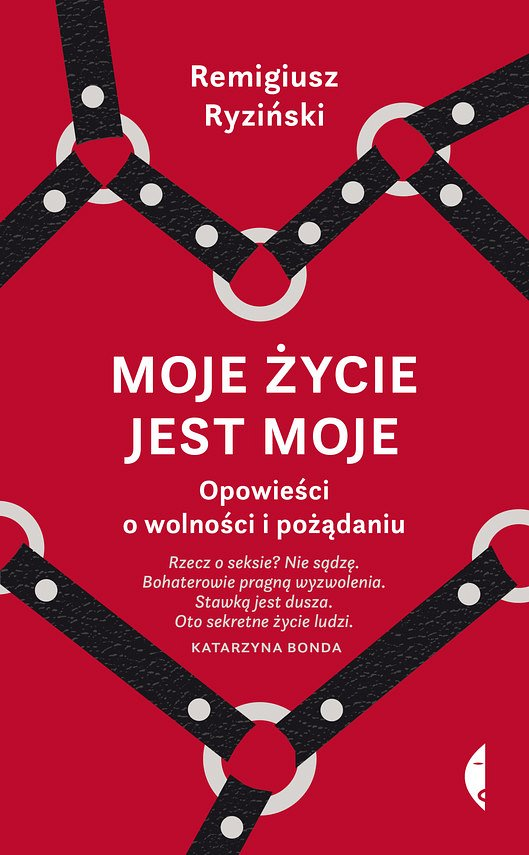 Remigiusz
Ryziński
MOJE ŻYCIE
JEST MOJE
Opowieści
o wolności i pożądaniu
Rzecz o seksie? Nie sądzę.
Bohaterowie pragną wyzwolenia.
Stawką jest dusza.
Oto sekretne życie ludzi.
KATARZYNA BONDA